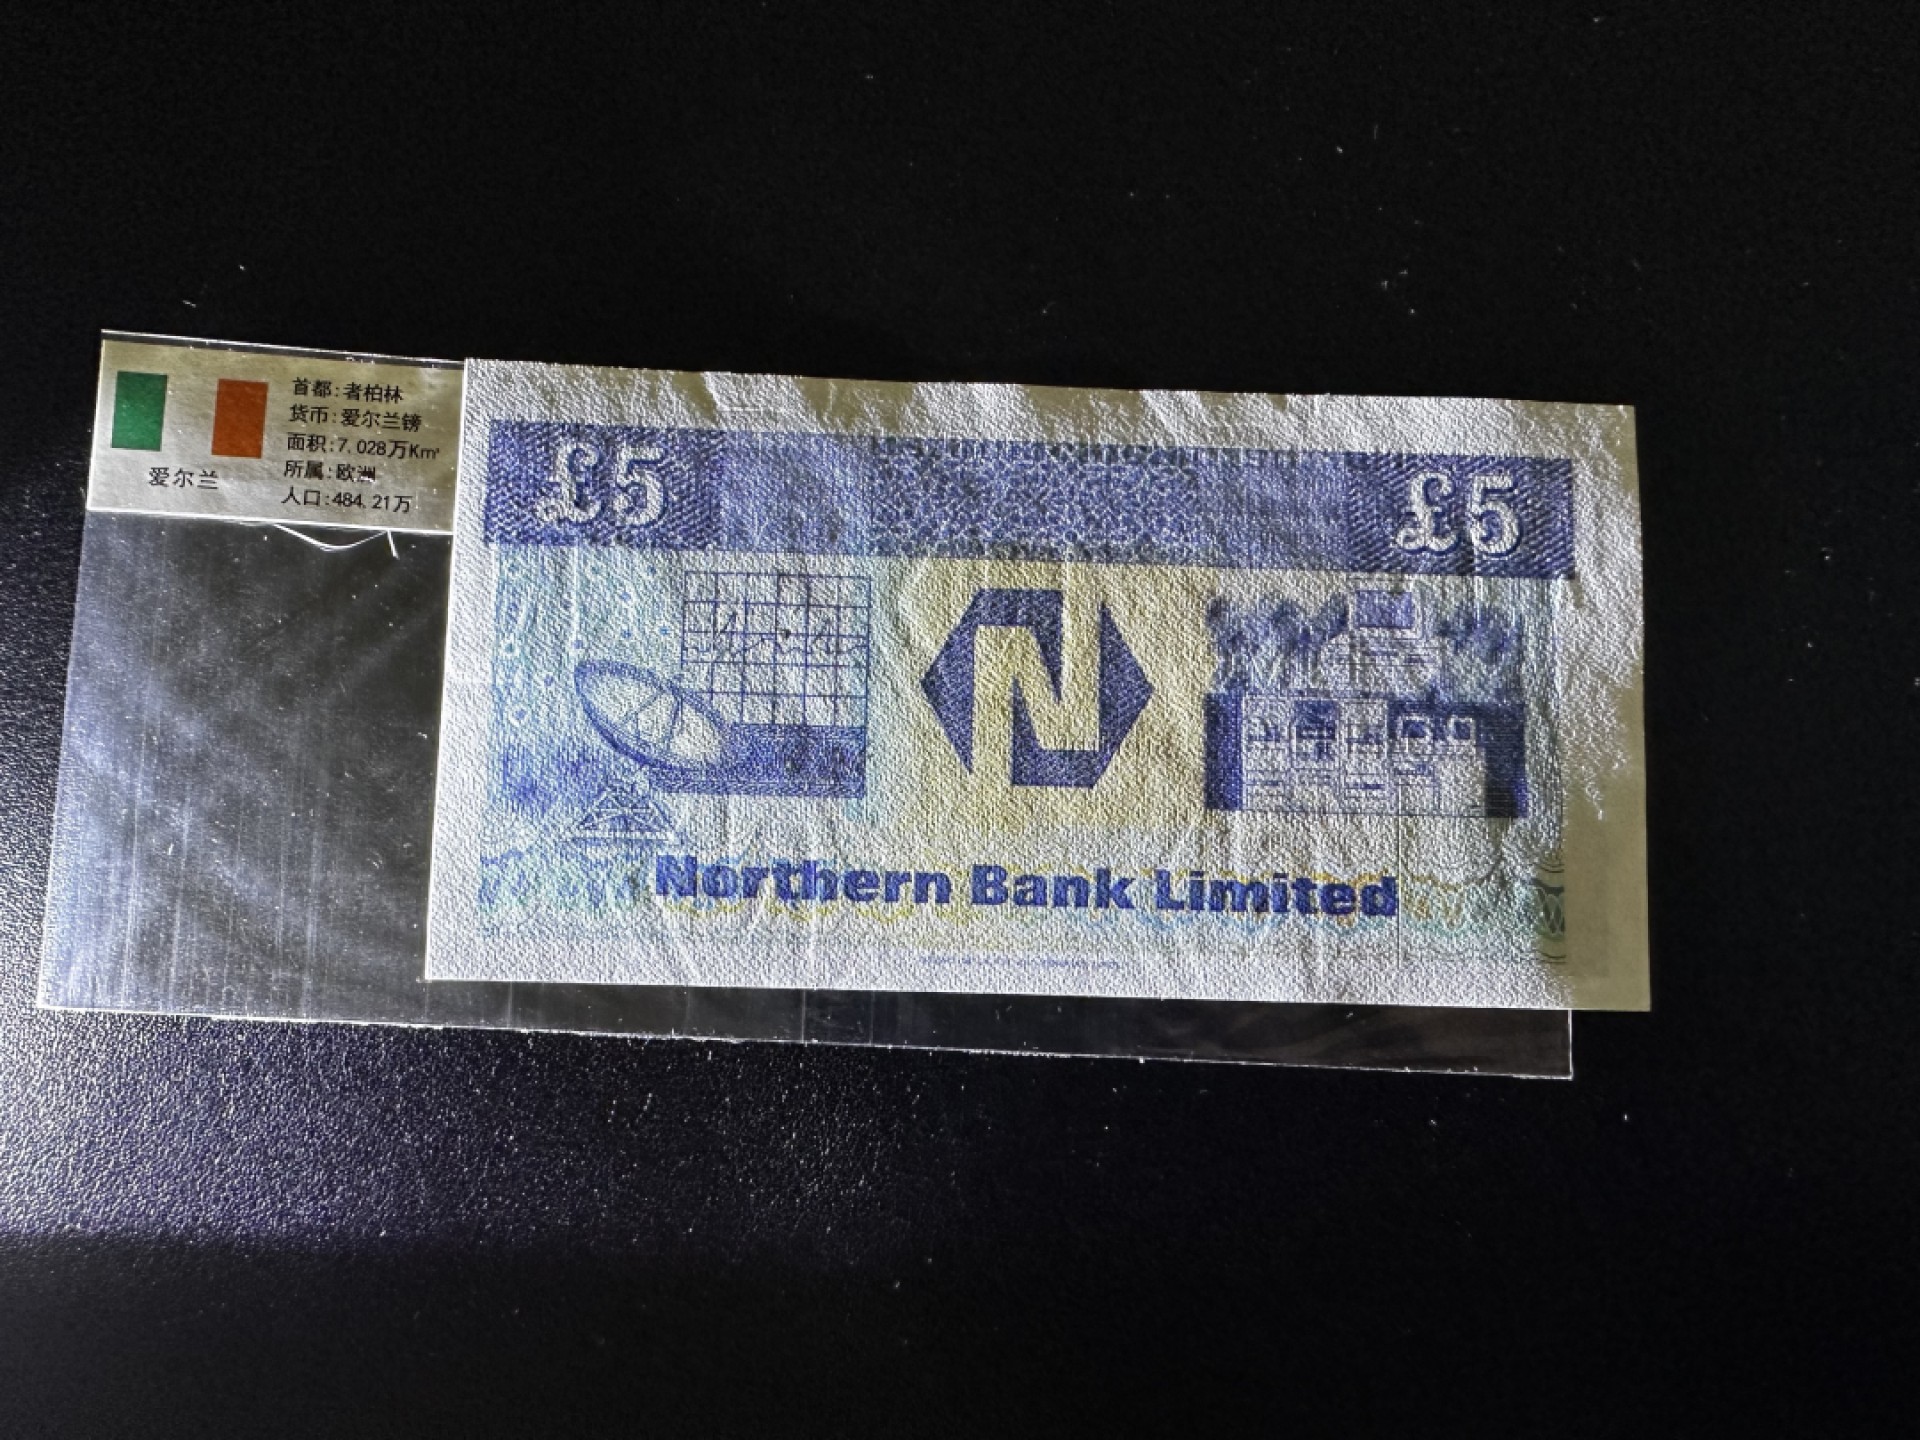 首都:者柏林
货币:爱尔兰镑
面积:7.028万Km²
所属:欧洲
人口:484.21万
爱尔兰
£5 £5
N
Northern Bank Limited